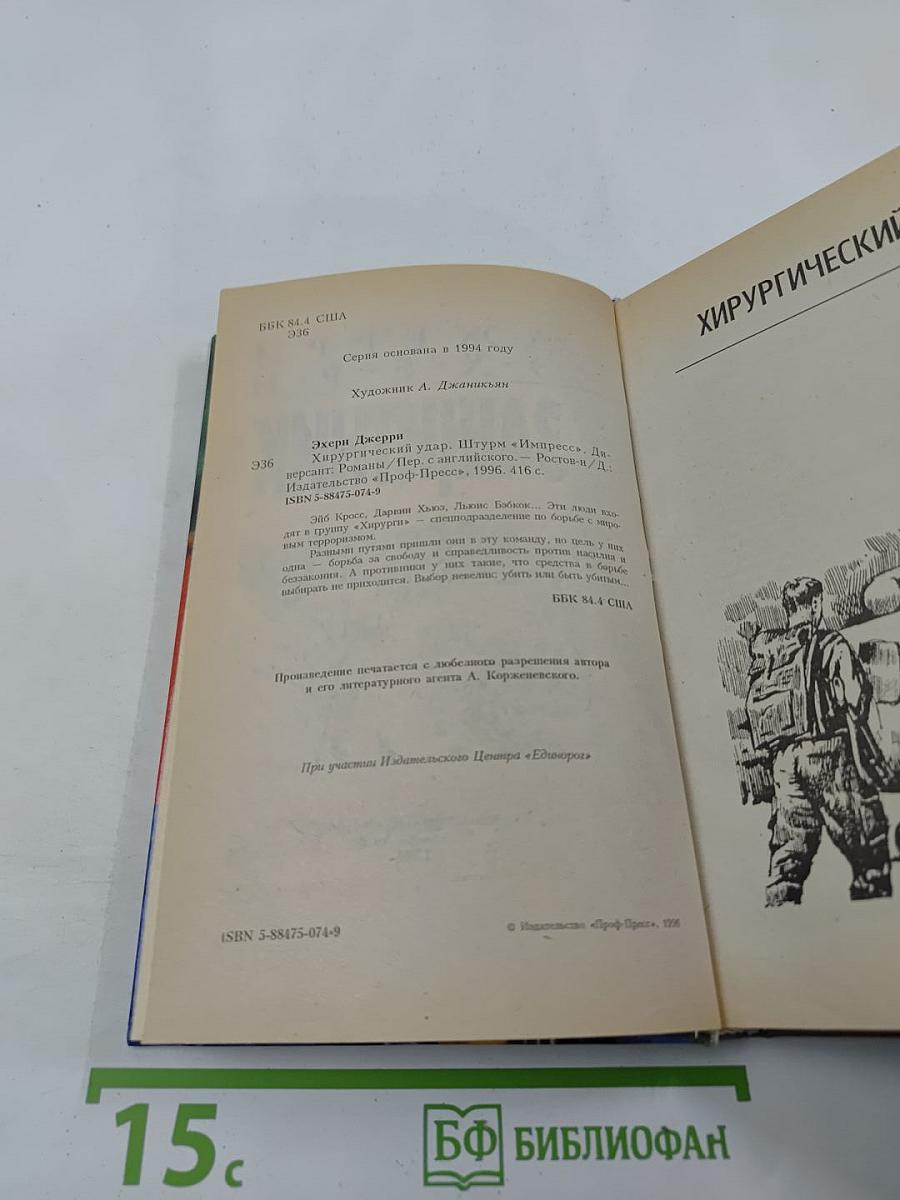 ББК 84.4 США
Э36
Серия основана в 1994 году
Художник А. Джаникьян
Эхерн Джерри
Э36 Хирургический удар. Штурм «Импресс». Ди-
версант: Романы/Пер. с английского. — Ростов-н/Д.:
Издательство «Проф-Пресс», 1996. 416 с.
ISBN 5-88475-074-9
Эйб Кросс, Дарвин Хьюз, Льюис Бэбкок... Эти люди вхо-
дят в группу «Хирурги» — спецподразделение по борьбе с миро-
вым терроризмом.
Разными путями пришли они в эту команду, но цель у них
одна — борьба за свободу и справедливость против насилия и
беззакония. А противники у них такие, что средства в борьбе
выбирать не приходится. Выбор невелик: убить или быть убитым...
ББК 84.4 США
Произведение печатается с любезного разрешения автора
и его литературного агента А. Корженевского.
При участии Издательского Центра «Единорог»
ISBN 5-88475-074-9
© Издательство «Проф-Пресс», 1996
ХИРУРГИЧЕСКИЙ
15 с
БФ БИБЛИОФАН